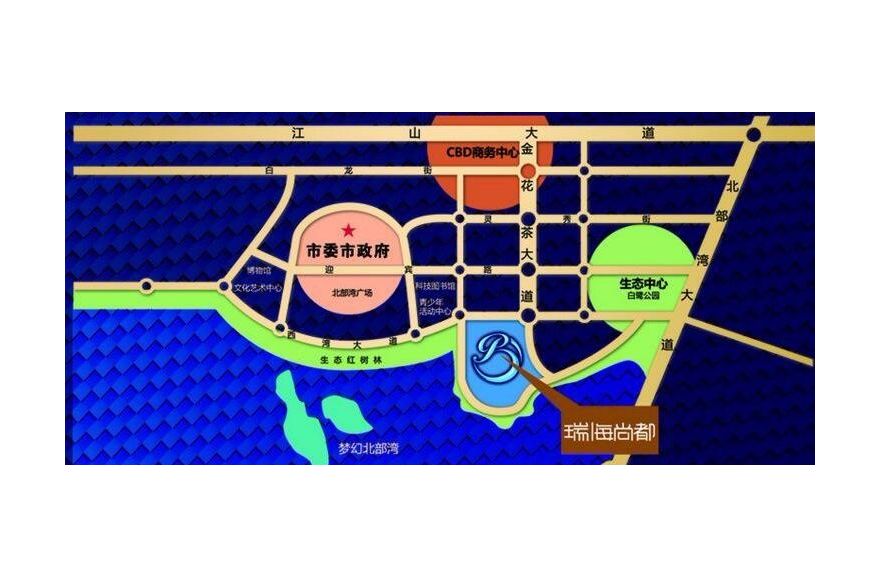 江山大道
CBD商务中心
金花茶大道
白龙街
北部湾大道
灵秀街
市委市政府
博物馆
迎宾路
文化艺术中心
北部湾广场
科技图书馆
青少年
活动中心
生态中心
白鹭公园
西湾大道
生态红树林
瑞海尚都
梦幻北部湾